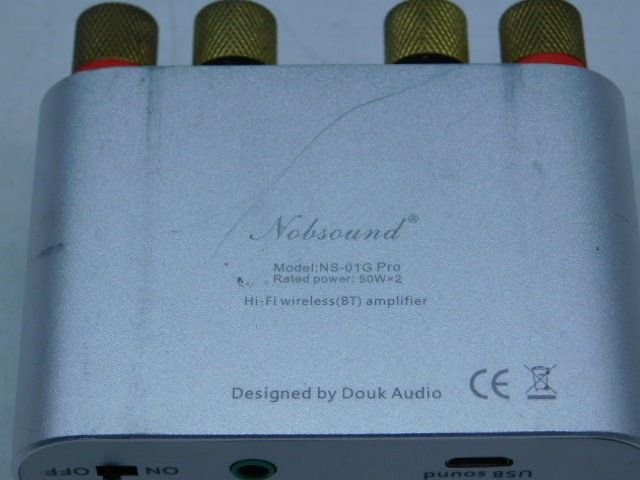 Nobsound®
Model:NS-01G Pro
Rated power: 50W×2
Hi-Fi wireless(BT) amplifier
Designed by Douk Audio CE
ON OFF
USB sound